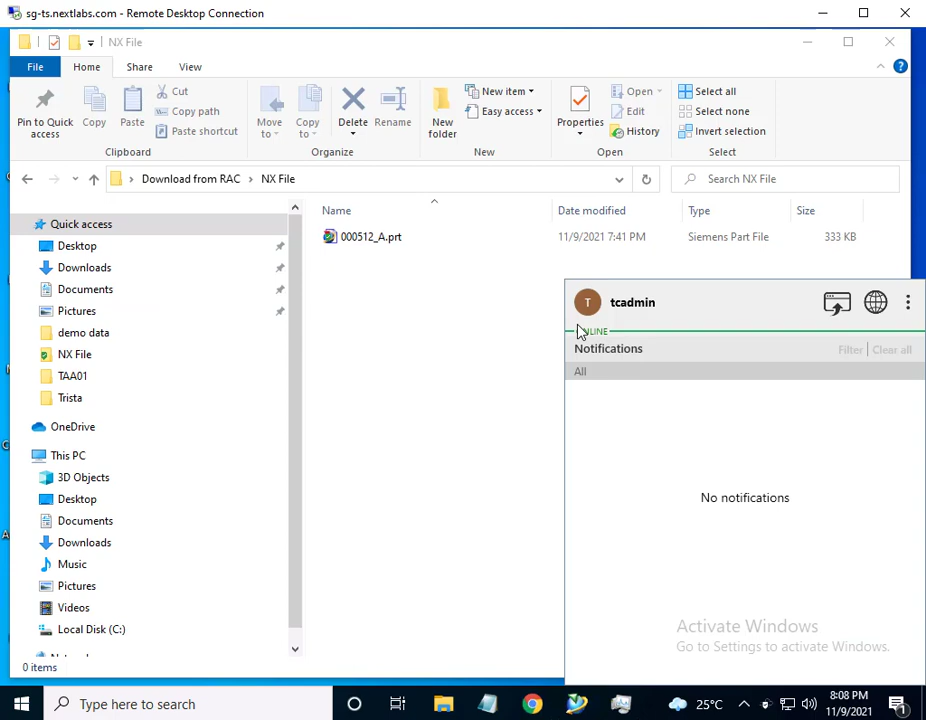 sg-ts.nextlabs.com - Remote Desktop Connection
NX File
File Home Share View
Pin to Quick access
Copy
Paste
Cut
Copy path
Paste shortcut
Clipboard
Move to
Copy to
Delete
Rename
Organize
New folder
New item
Easy access
New
Properties
Open
Edit
History
Open
Select all
Select none
Invert selection
Select
Download from RAC > NX File
Search NX File
Name Date modified Type Size
000512_A.prt 11/9/2021 7:41 PM Siemens Part File 333 KB
Quick access
Desktop
Downloads
Documents
Pictures
demo data
NX File
TAA01
Trista
OneDrive
This PC
3D Objects
Desktop
Documents
Downloads
Music
Pictures
Videos
Local Disk (C:)
0 items
T tcadmin
Notifications Filter | Clear all
All
No notifications
Activate Windows
Go to Settings to activate Windows.
Type here to search
25°C
8:08 PM
11/9/2021
1